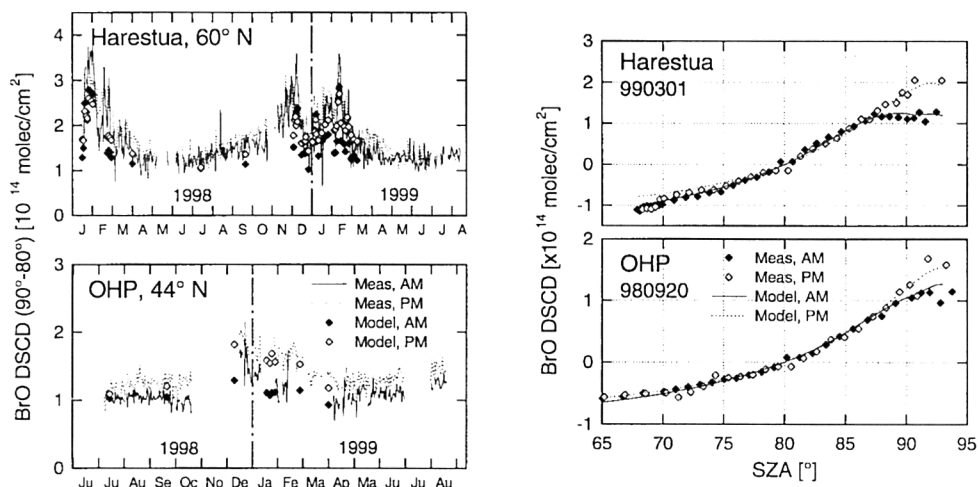 BrO DSCD (90°-80°) [10 14 molec/cm²]
4
3
2
1
0
Harestua, 60° N
1998
1999
J F M A M J J A S O N D J F M A M J J A
3
2
1
0
OHP, 44° N
Meas, AM
Meas, PM
Model, AM
Model, PM
1998
1999
Ju Ju Au Se Oc No De Ja Fe Ma Ap Ma Ju Ju Au
BrO DSCD [x10 14 molec/cm²]
3
2
1
0
-1
Harestua
990301
2
1
0
-1
OHP
980920
Meas, AM
Meas, PM
Model, AM
Model, PM
65 70 75 80 85 90 95
SZA [°]